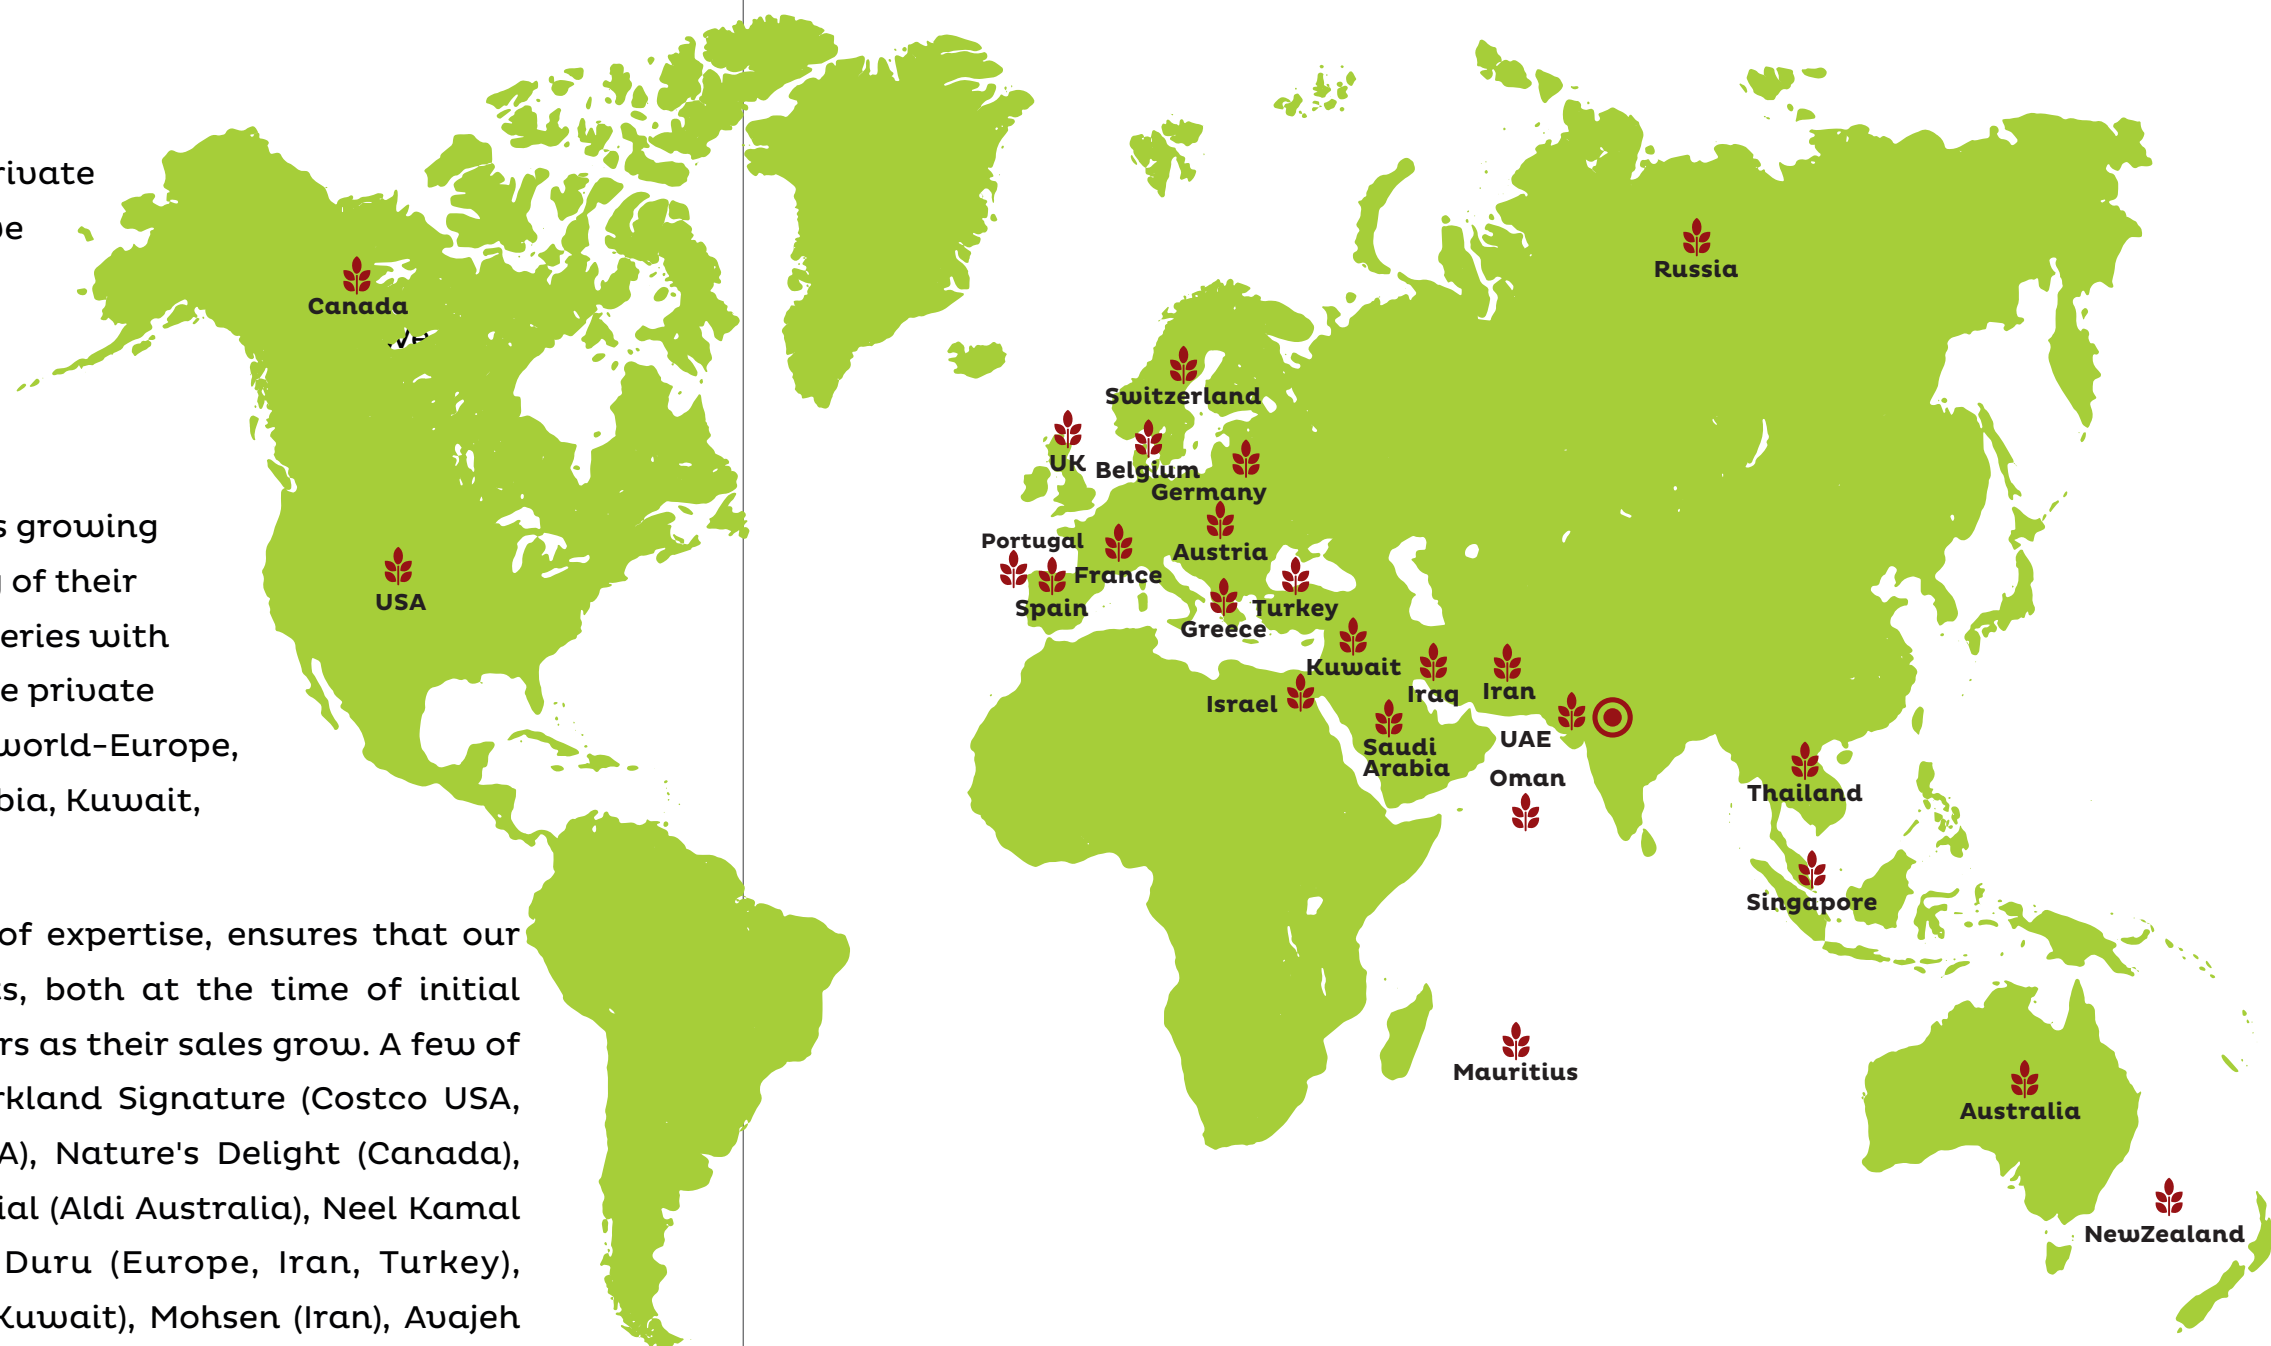 rivate
ve
s growing
g of their
eries with
e private
world-Europe,
bia, Kuwait,
of expertise, ensures that our
ts, both at the time of initial
rs as their sales grow. A few of
rkland Signature (Costco USA,
A), Nature's Delight (Canada),
ial (Aldi Australia), Neel Kamal
Duru (Europe, Iran, Turkey),
Kuwait), Mohsen (Iran), Avajeh
Canada
USA
Russia
Switzerland
UK
Belgium
Germany
Portugal
Austria
France
Spain
Turkey
Greece
Kuwait
Israel
Iraq
Iran
UAE
Saudi
Arabia
Oman
Thailand
Singapore
Mauritius
Australia
NewZealand